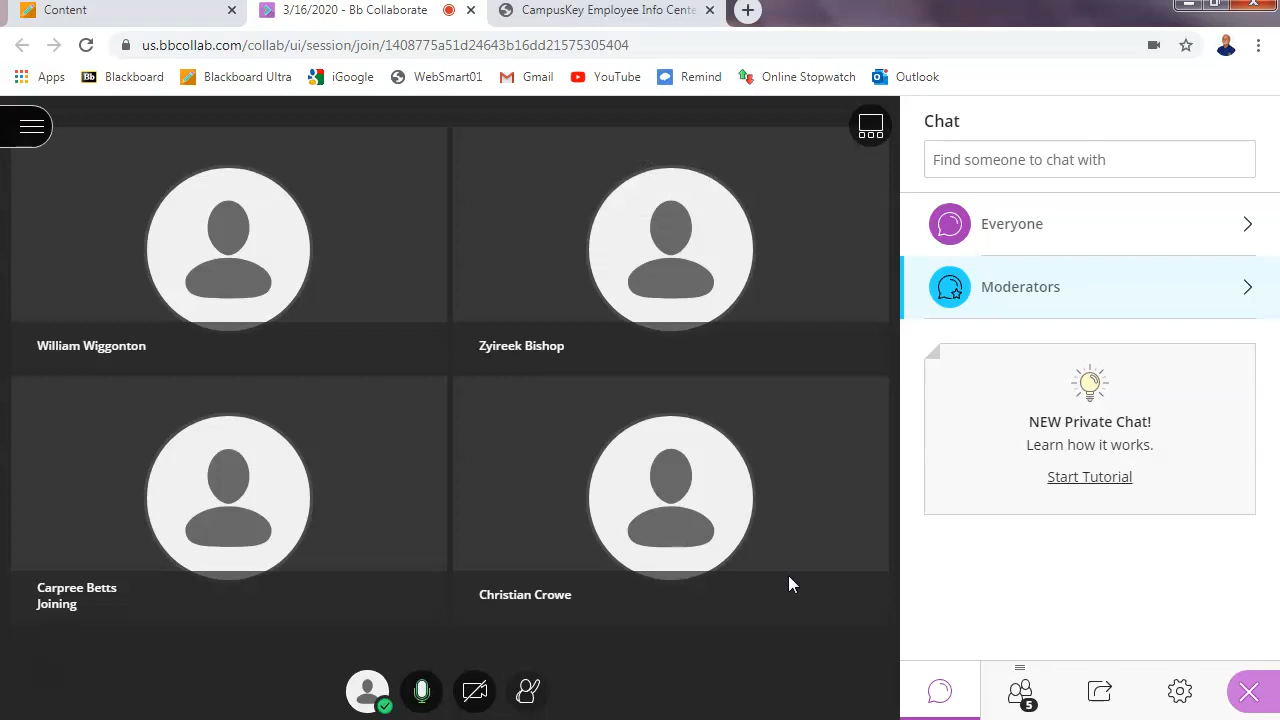 Content
3/16/2020 - Bb Collaborate
CampusKey Employee Info Cente
us.bbcollab.com/collab/ui/session/join/1408775a51d24643b16dd21575305404
Apps
Bb
Blackboard
Blackboard Ultra
iGoogle
WebSmart01
Gmail
YouTube
Remind
Online Stopwatch
Outlook
Chat
Find someone to chat with
Everyone
Moderators
William Wiggonton
Zyireek Bishop
NEW Private Chat!
Learn how it works.
Start Tutorial
Carpree Betts
Joining
Christian Crowe
5